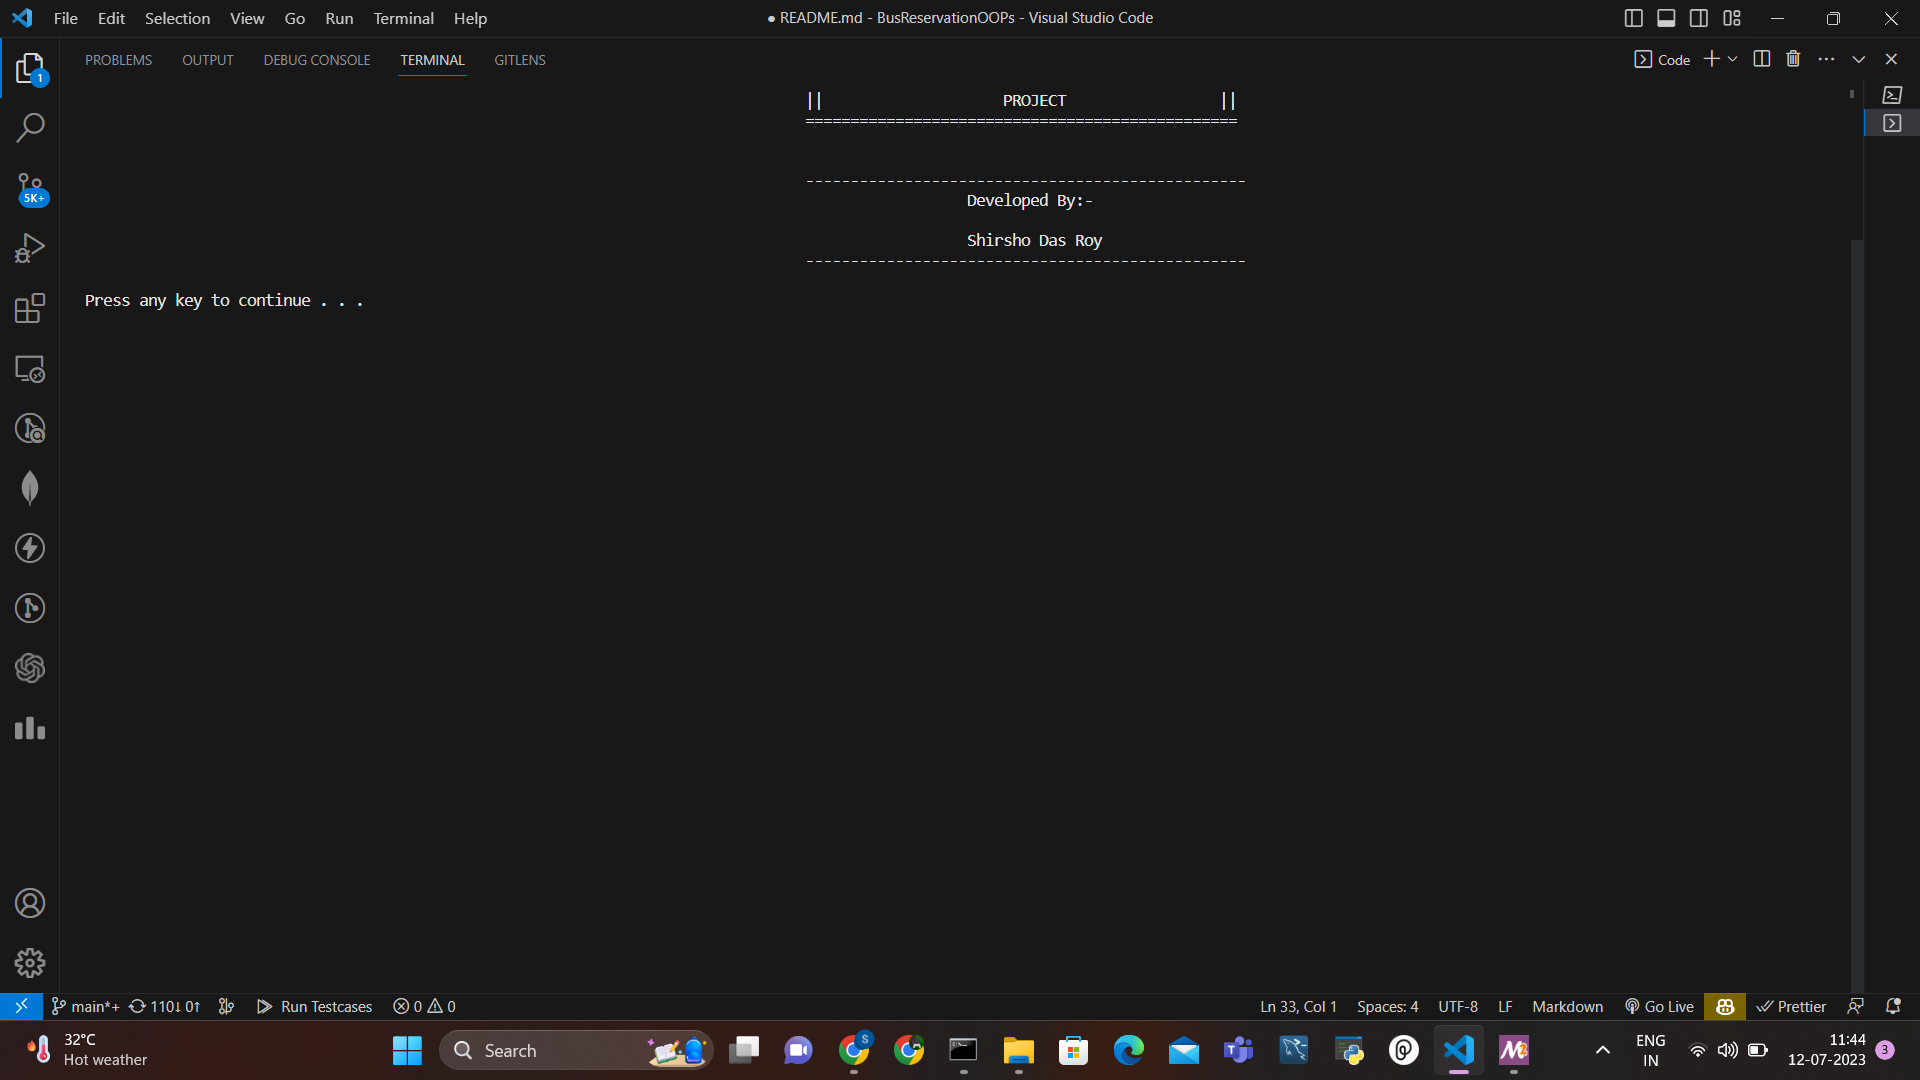 File Edit Selection View Go Run Terminal Help
● README.md - BusReservationOOPs - Visual Studio Code
PROBLEMS OUTPUT DEBUG CONSOLE TERMINAL GITLENS
Code
|| PROJECT ||
================================================
-------------------------------------------------
Developed By:-
Shirsho Das Roy
-------------------------------------------------
Press any key to continue . . .
1
5K+
main*+ 110↓ 0↑ Run Testcases 0 0
Ln 33, Col 1 Spaces: 4 UTF-8 LF Markdown Go Live Prettier
32°C
Hot weather
Search
S
ENG
IN
11:44
12-07-2023
3